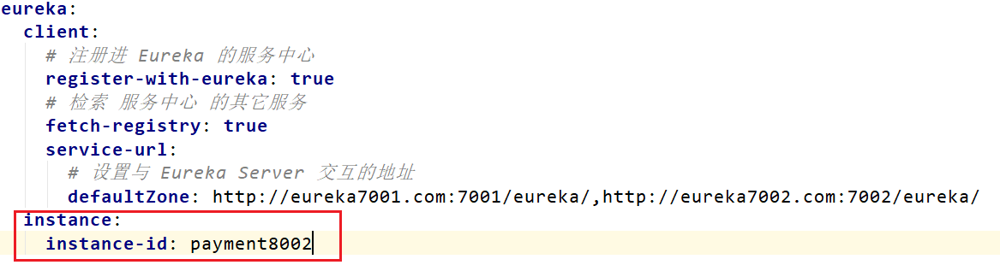 eureka:
  client:
    # 注册进 Eureka 的服务中心
    register-with-eureka: true
    # 检索 服务中心 的其它服务
    fetch-registry: true
    service-url:
      # 设置与 Eureka Server 交互的地址
      defaultZone: http://eureka7001.com:7001/eureka/,http://eureka7002.com:7002/eureka/
  instance:
    instance-id: payment8002